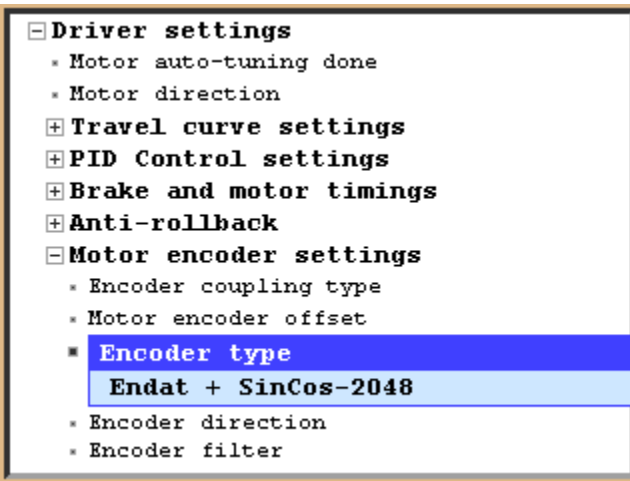 Driver settings
Motor auto-tuning done
Motor direction
Travel curve settings
PID Control settings
Brake and motor timings
Anti-rollback
Motor encoder settings
Encoder coupling type
Motor encoder offset
Encoder type
Endat + SinCos-2048
Encoder direction
Encoder filter